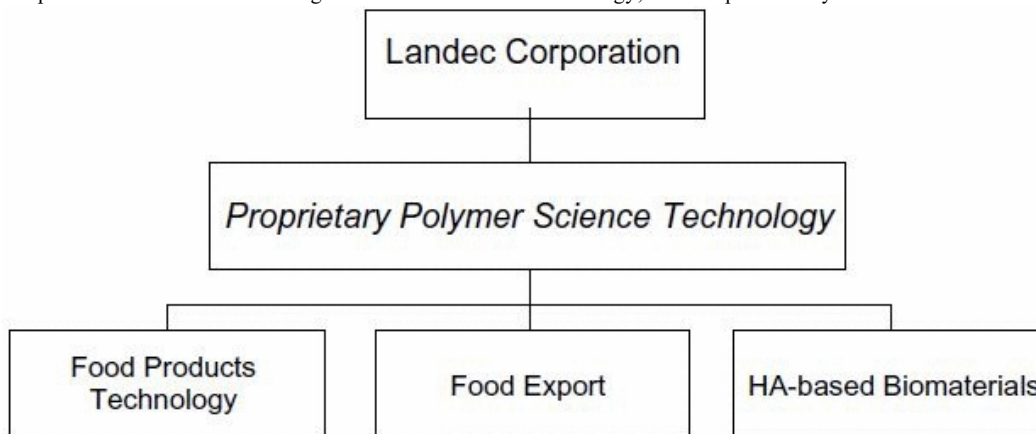 Landec Corporation
Proprietary Polymer Science Technology
Food Products
Technology
Food Export
HA-based Biomaterials